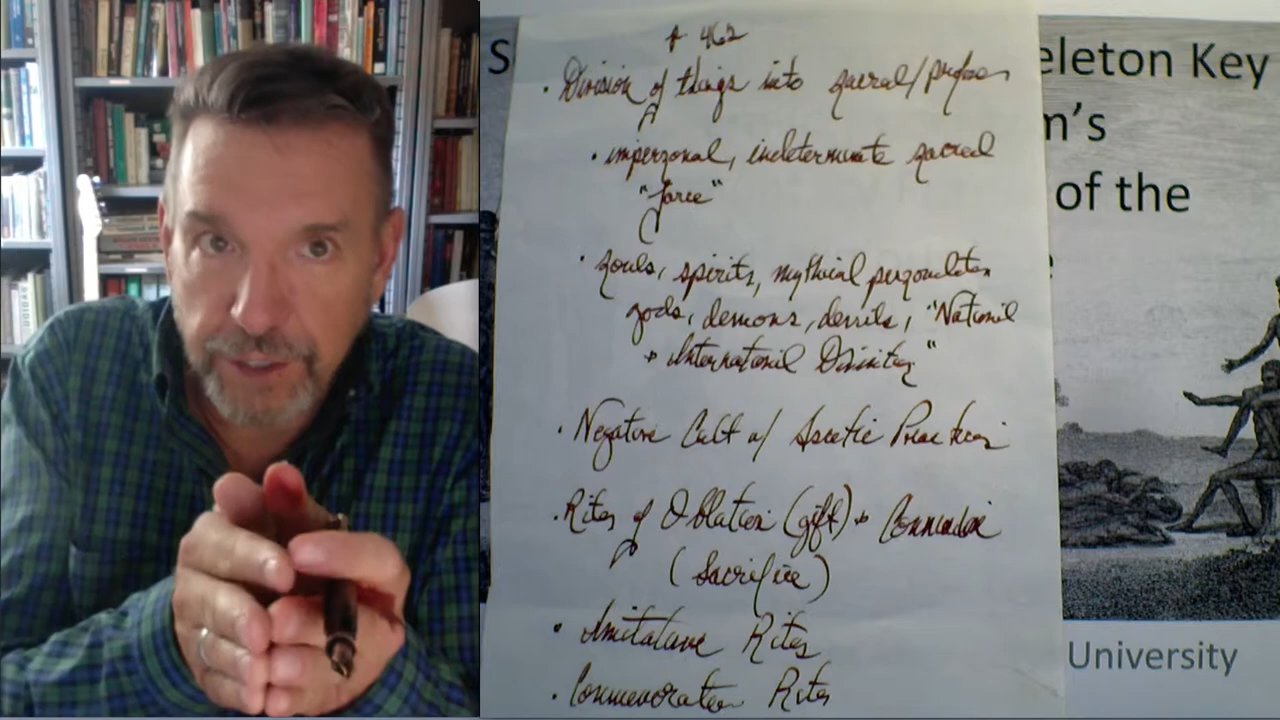 p 462
• Division of things into sacral/profane
• impersonal, indeterminate sacred
"force"
• souls, spirits, mythical personalities
gods, demons, devils, "National
+ International Divinities"
• Negative Cult w/ Ascetic Practices
• Rites of Oblation (gift) +
(Sacrifice)
• Imitative Rites
• Commemorative Rites
S
eleton Key
m's
of the
e
University